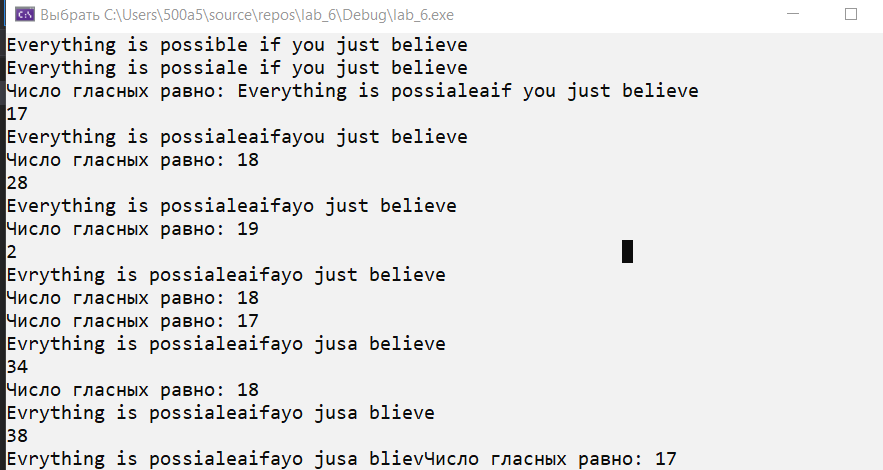 Выбрать C:\Users\500a5\source\repos\lab_6\Debug\lab_6.exe
Everything is possible if you just believe
Everything is possiale if you just believe
Число гласных равно: Everything is possialeaif you just believe
17
Everything is possialeaifayou just believe
Число гласных равно: 18
28
Everything is possialeaifayo just believe
Число гласных равно: 19
2
Evrything is possialeaifayo just believe
Число гласных равно: 18
Число гласных равно: 17
Evrything is possialeaifayo jusa believe
34
Число гласных равно: 18
Evrything is possialeaifayo jusa blieve
38
Evrything is possialeaifayo jusa blievЧисло гласных равно: 17